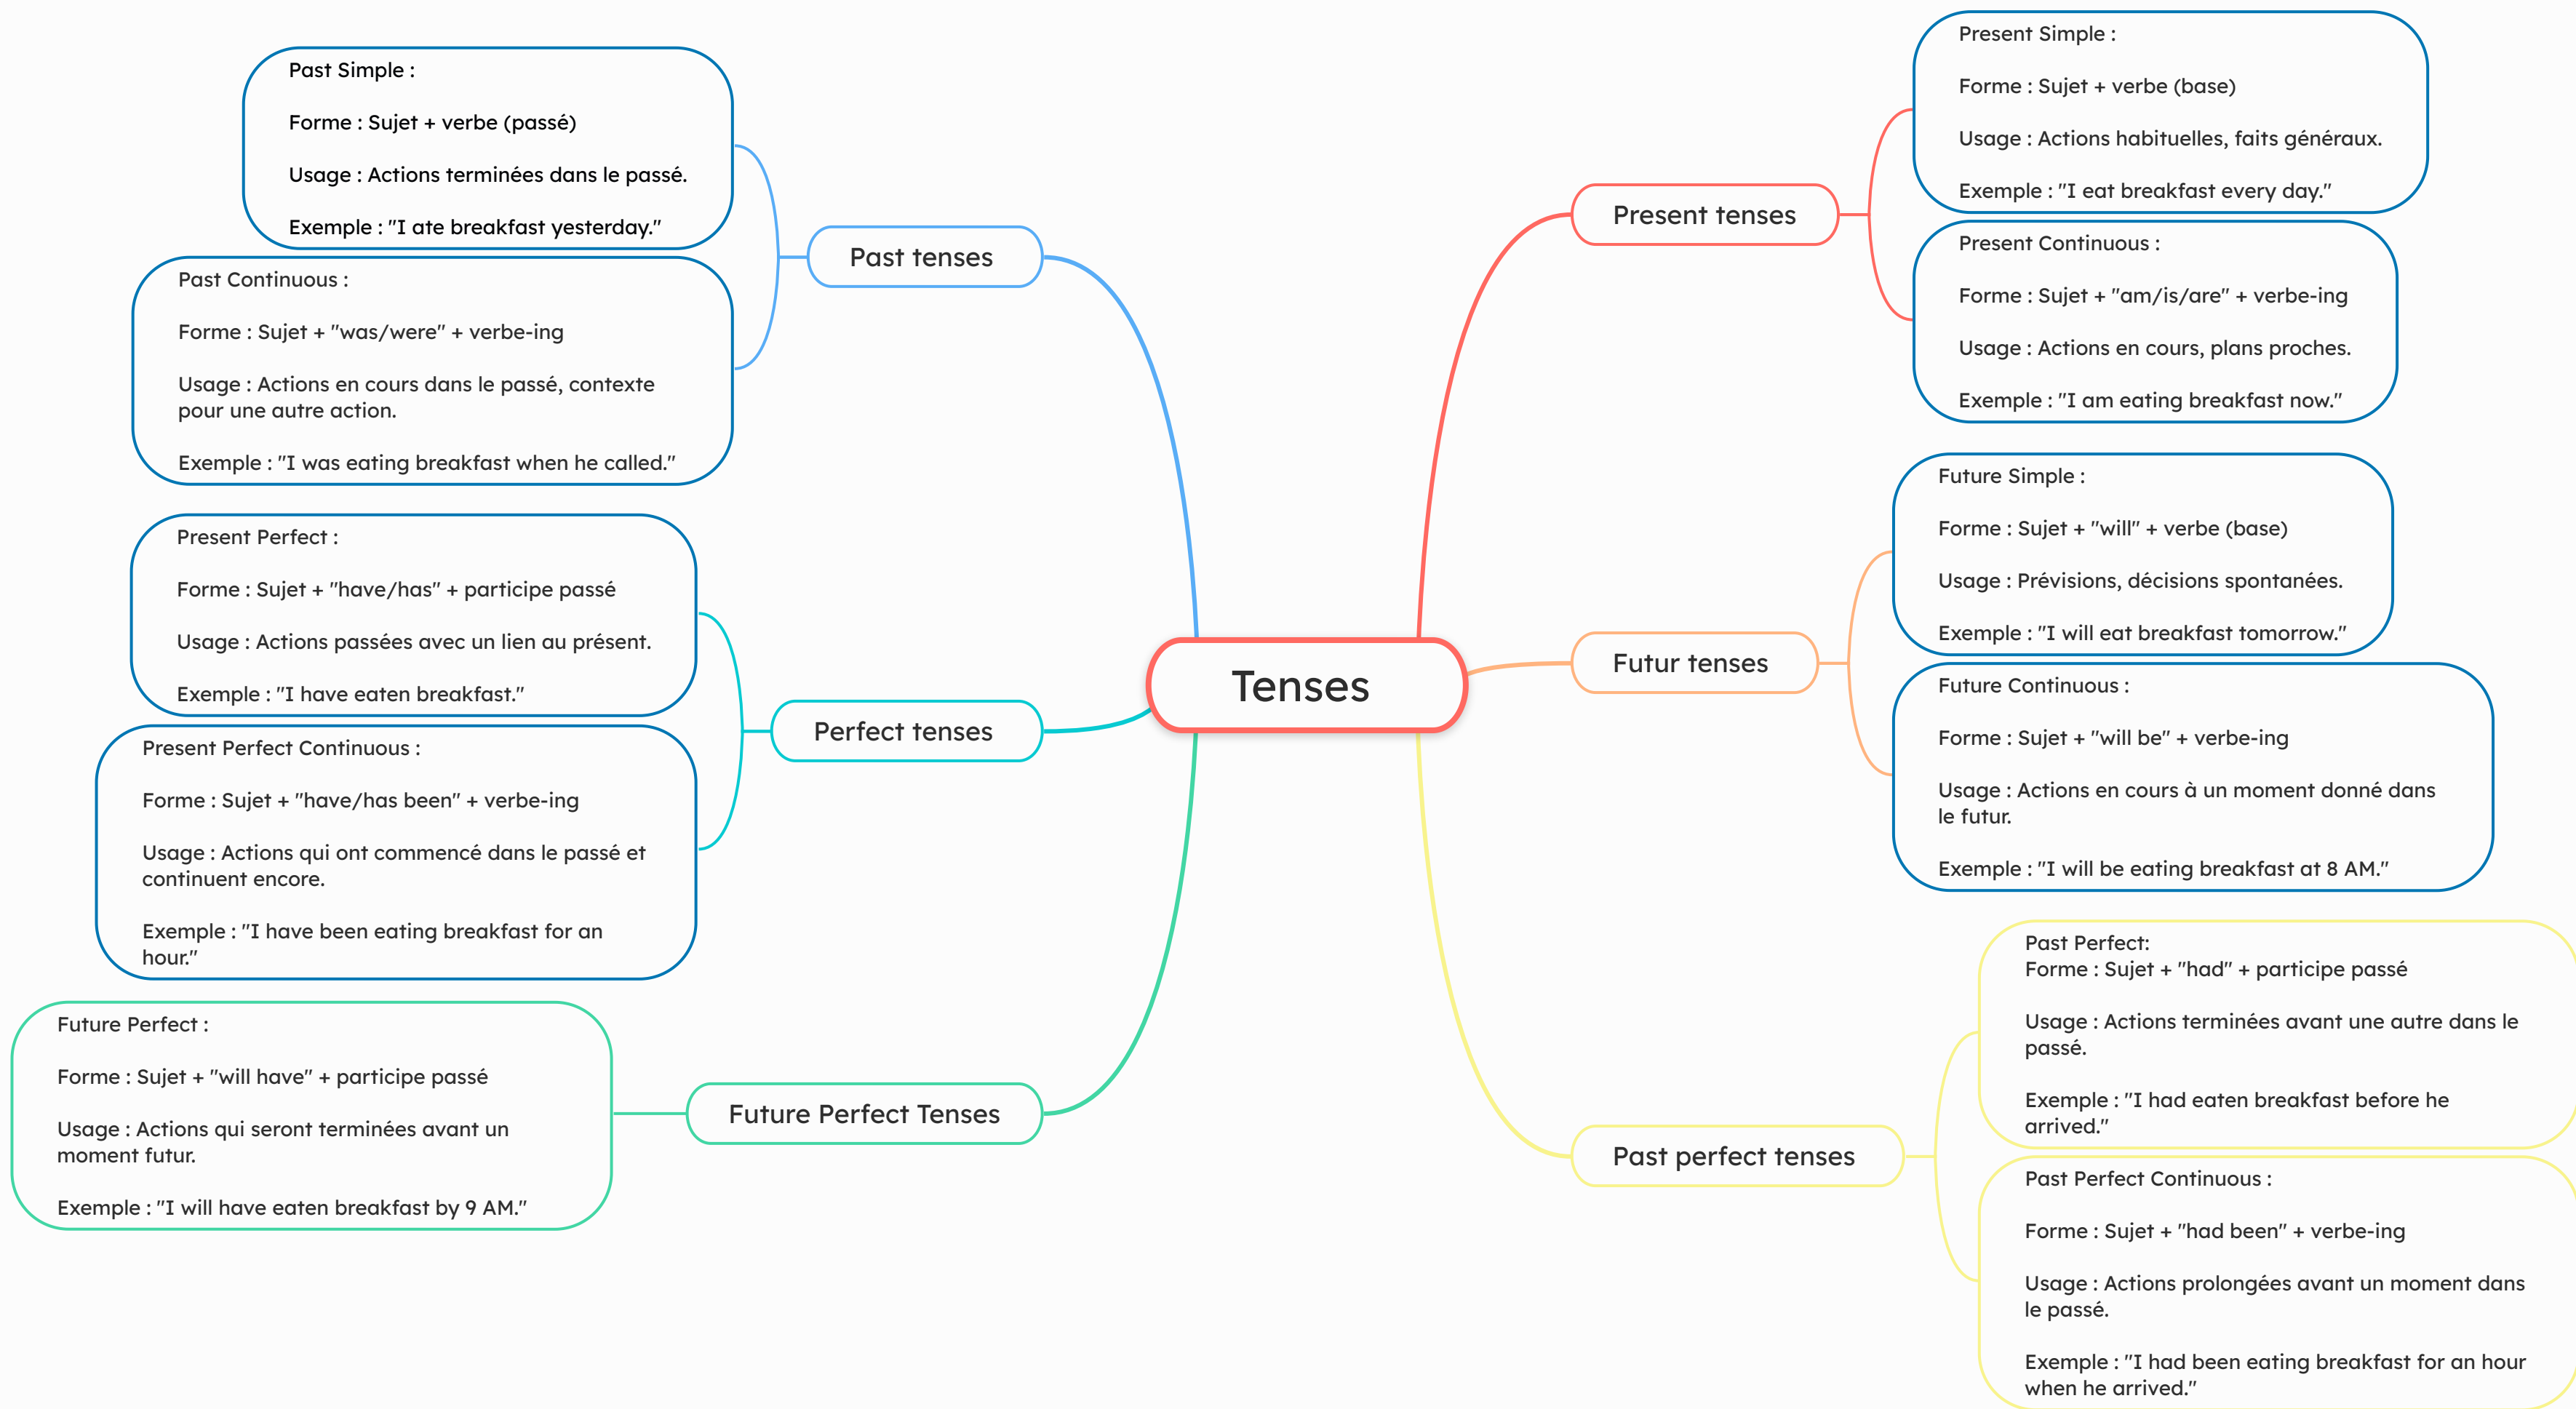 Tenses
Present tenses
Present Simple :
Forme : Sujet + verbe (base)
Usage : Actions habituelles, faits généraux.
Exemple : "I eat breakfast every day."
Present Continuous :
Forme : Sujet + "am/is/are" + verbe-ing
Usage : Actions en cours, plans proches.
Exemple : "I am eating breakfast now."
Futur tenses
Future Simple :
Forme : Sujet + "will" + verbe (base)
Usage : Prévisions, décisions spontanées.
Exemple : "I will eat breakfast tomorrow."
Future Continuous :
Forme : Sujet + "will be" + verbe-ing
Usage : Actions en cours à un moment donné dans
le futur.
Exemple : "I will be eating breakfast at 8 AM."
Past perfect tenses
Past Perfect:
Forme : Sujet + "had" + participe passé
Usage : Actions terminées avant une autre dans le
passé.
Exemple : "I had eaten breakfast before he
arrived."
Past Perfect Continuous :
Forme : Sujet + "had been" + verbe-ing
Usage : Actions prolongées avant un moment dans
le passé.
Exemple : "I had been eating breakfast for an hour
when he arrived."
Past tenses
Past Simple :
Forme : Sujet + verbe (passé)
Usage : Actions terminées dans le passé.
Exemple : "I ate breakfast yesterday."
Past Continuous :
Forme : Sujet + "was/were" + verbe-ing
Usage : Actions en cours dans le passé, contexte
pour une autre action.
Exemple : "I was eating breakfast when he called."
Perfect tenses
Present Perfect :
Forme : Sujet + "have/has" + participe passé
Usage : Actions passées avec un lien au présent.
Exemple : "I have eaten breakfast."
Present Perfect Continuous :
Forme : Sujet + "have/has been" + verbe-ing
Usage : Actions qui ont commencé dans le passé et
continuent encore.
Exemple : "I have been eating breakfast for an
hour."
Future Perfect Tenses
Future Perfect :
Forme : Sujet + "will have" + participe passé
Usage : Actions qui seront terminées avant un
moment futur.
Exemple : "I will have eaten breakfast by 9 AM."